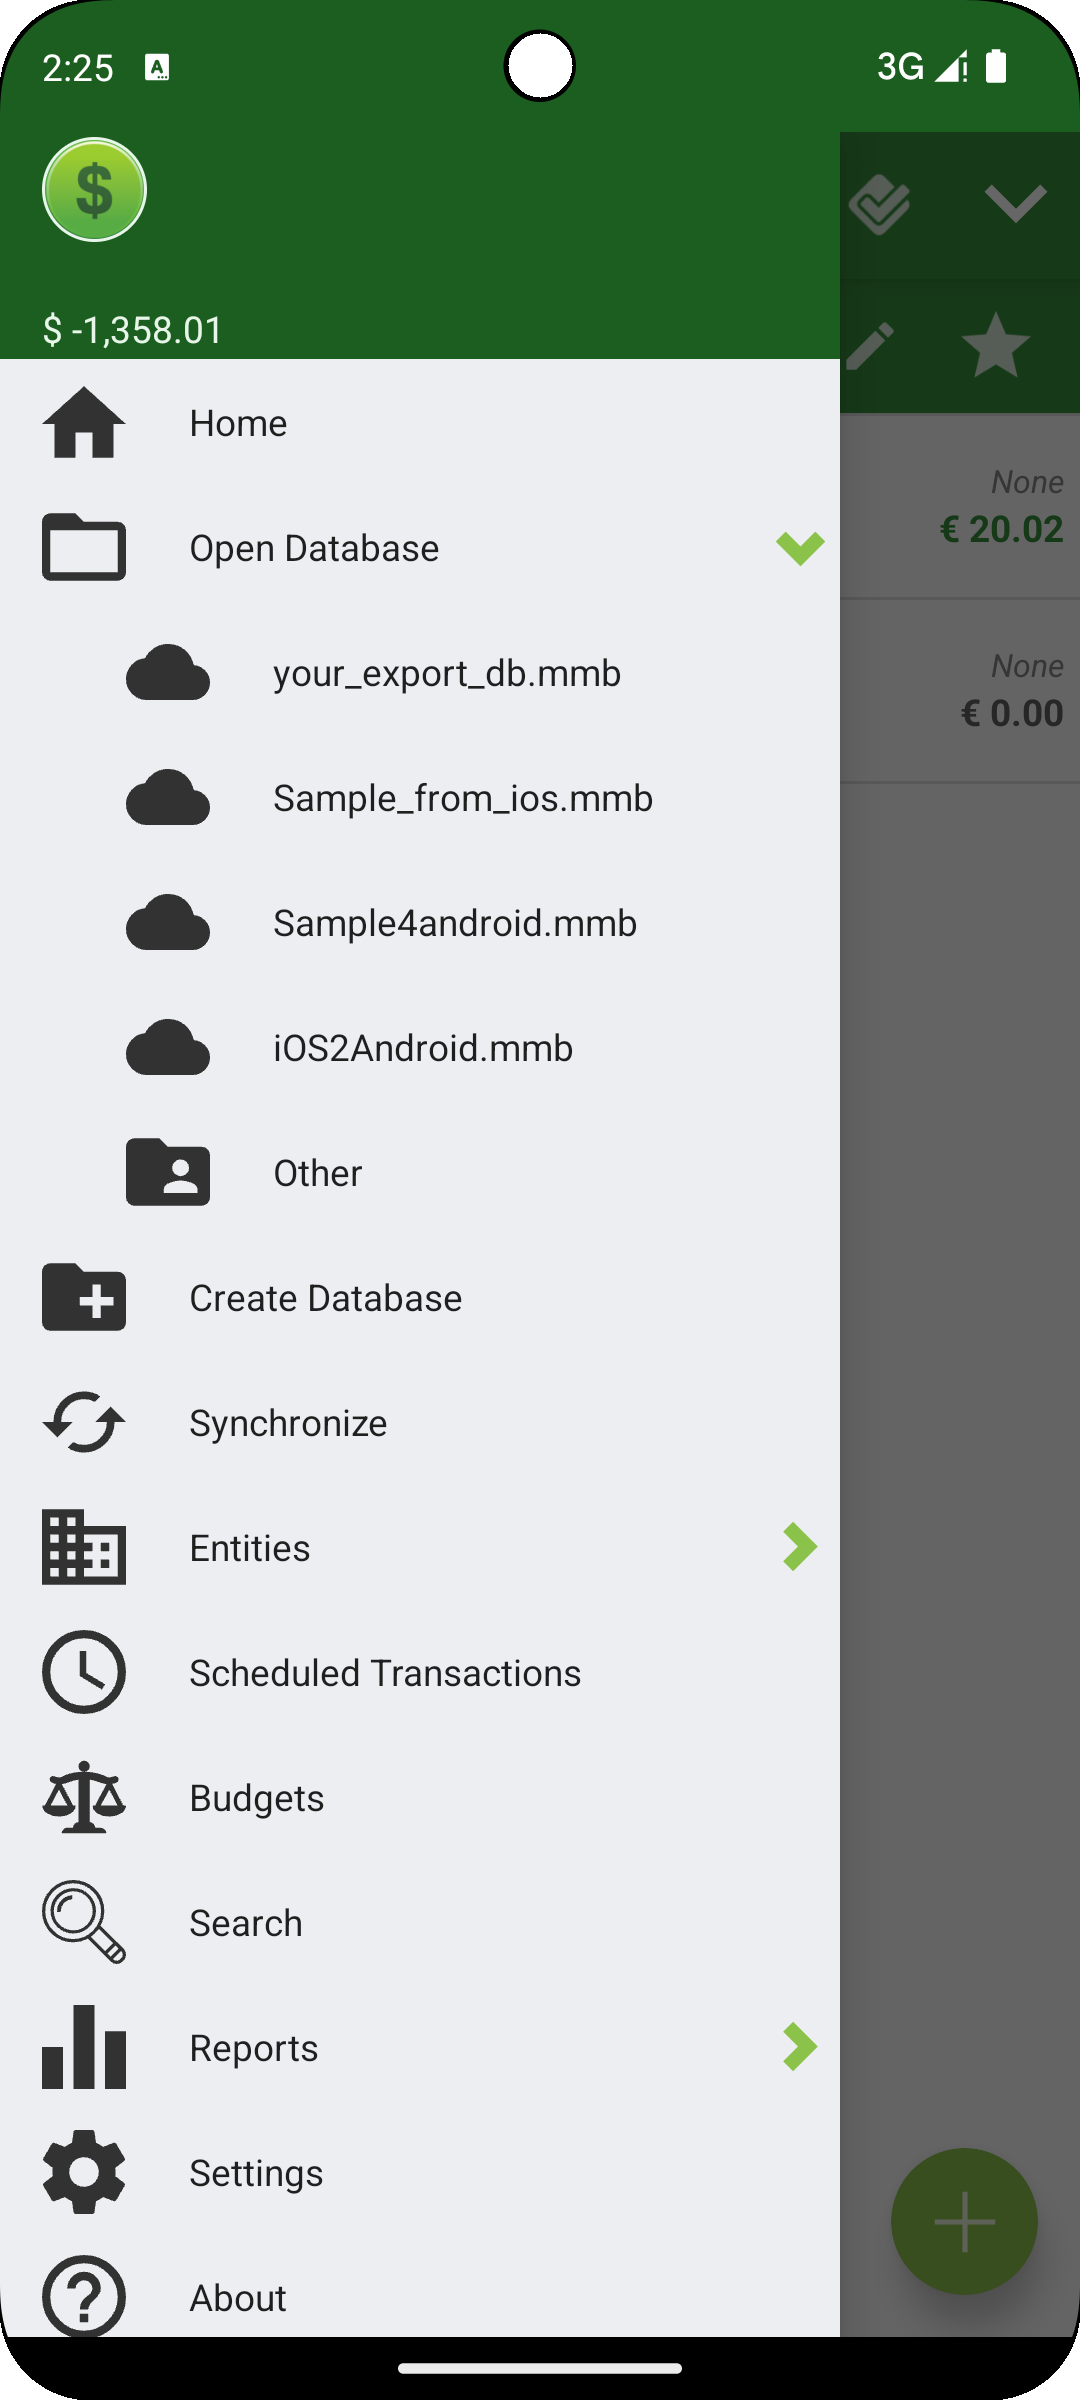 2:25
3G
$ -1,358.01
Home
Open Database
your_export_db.mmb
Sample_from_ios.mmb
Sample4android.mmb
iOS2Android.mmb
Other
Create Database
Synchronize
Entities
Scheduled Transactions
Budgets
Search
Reports
Settings
About
None
€ 20.02
None
€ 0.00